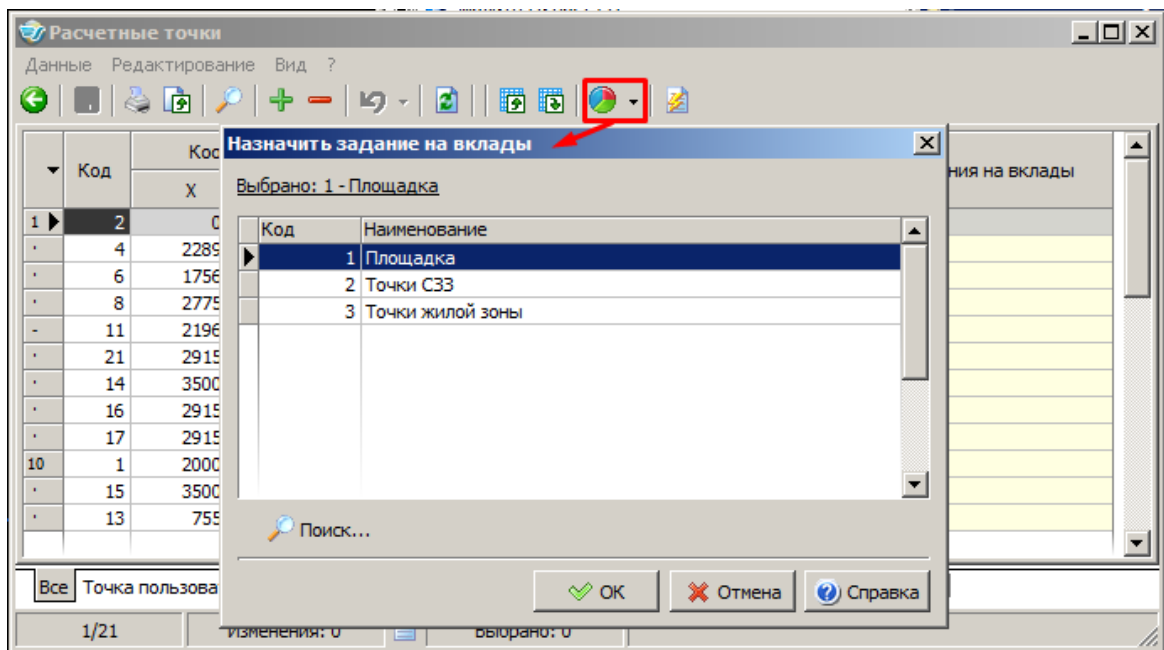 Расчетные точки
Данные Редактирование Вид ?
Код
X
ния на вклады
1 2
4 2289
6 1756
8 2775
11 2196
21 2915
14 3500
16 2915
17 2915
10 1 2000
15 3500
13 755
Назначить задание на вклады
Выбрано: 1 - Площадка
Код Наименование
1 Площадка
2 Точки СЗЗ
3 Точки жилой зоны
Поиск...
ОК Отмена Справка
Все Точка пользова
1/21 Изменения: 0 Выбрано: 0